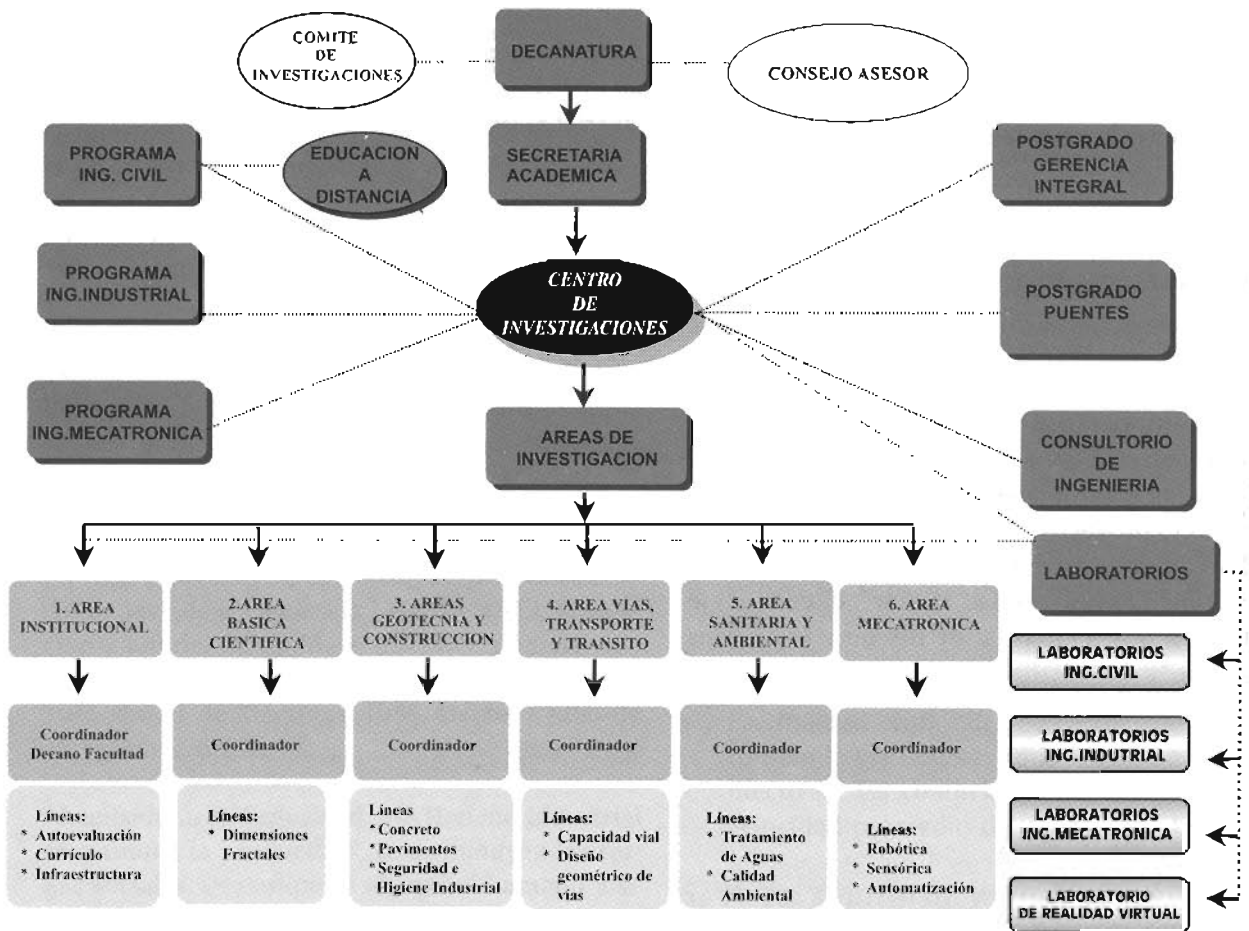 COMITE
DE
INVESTIGACIONES
DECANATURA
CONSEJO ASESOR
PROGRAMA
ING. CIVIL
EDUCACION
A
DISTANCIA
SECRETARIA
ACADEMICA
POSTGRADO
GERENCIA
INTEGRAL
PROGRAMA
ING.INDUSTRIAL
CENTRO
DE
INVESTIGACIONES
POSTGRADO
PUENTES
PROGRAMA
ING.MECATRONICA
AREAS DE
INVESTIGACION
CONSULTORIO
DE
INGENIERIA
LABORATORIOS
1. AREA
INSTITUCIONAL
2.AREA
BASICA
CIENTIFICA
3. AREAS
GEOTECNIA Y
CONSTRUCCION
4. AREA VIAS,
TRANSPORTE
Y TRANSITO
5. AREA
SANITARIA Y
AMBIENTAL
6. AREA
MECATRONICA
LABORATORIOS
ING.CIVIL
Coordinador
Decano Facultad
Coordinador
Coordinador
Coordinador
Coordinador
Coordinador
LABORATORIOS
ING.INDUTRIAL
Líneas:
* Autoevaluación
* Currículo
* Infraestructura
Líneas:
* Dimensiones
Fractales
Líneas
*Concreto
*Pavimentos
*Seguridad e
Higiene Industrial
Líneas:
* Capacidad vial
* Diseño
geométrico de
vías
Líneas:
* Tratamiento
de Aguas
* Calidad
Ambiental
Líneas:
* Robótica
* Sensórica
* Automatización
LABORATORIOS
ING.MECATRONICA
LABORATORIO
DE REALIDAD VIRTUAL